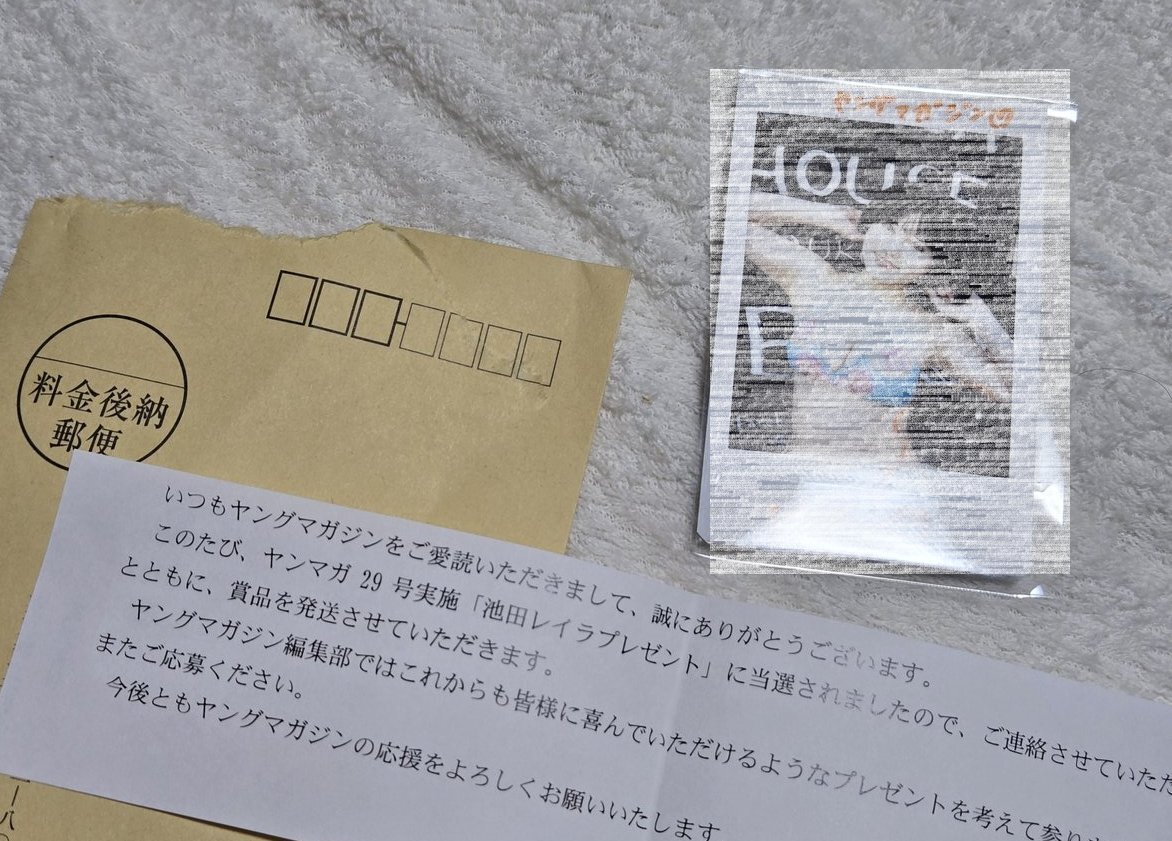 ヤングマガジン
HOUSE
料金後納
郵便
いつもヤングマガジンをご愛読いただきまして、誠にありがとうございます。
このたび、ヤンマガ 29 号実施「池田レイラプレゼント」に当選されましたので、ご連絡させていただ
とともに、賞品を発送させていただきます。
ヤングマガジン編集部ではこれからも皆様に喜んでいただけるようなプレゼントを考えて参り
またご応募ください。
今後ともヤングマガジンの応援をよろしくお願いいたします